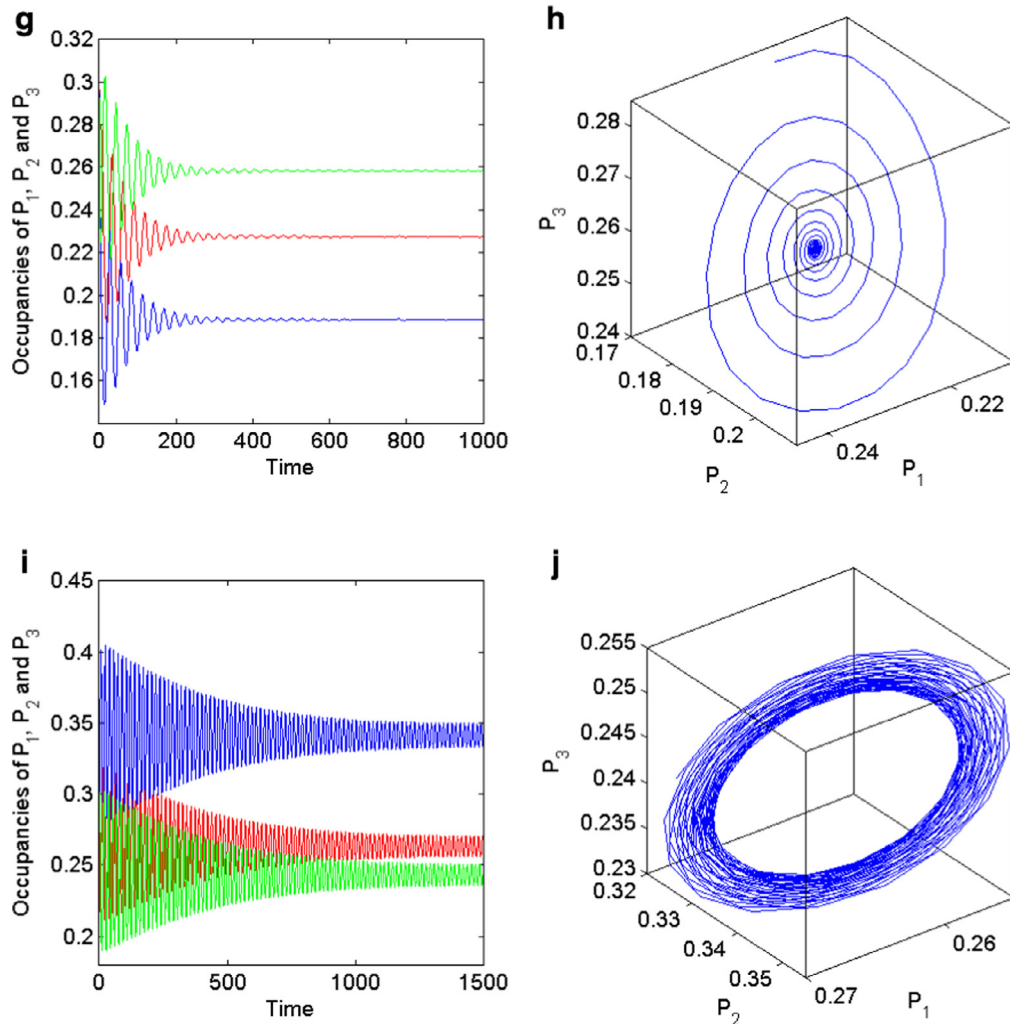 g
Occupancies of P1, P2 and P3
0.32
0.3
0.28
0.26
0.24
0.22
0.2
0.18
0.16
0 200 400 600 800 1000
Time
h
P3
0.28
0.27
0.26
0.25
0.24
0.17
0.18
0.19
0.2
P2
0.24
0.22
P1
i
Occupancies of P1, P2 and P3
0.45
0.4
0.35
0.3
0.25
0.2
0 500 1000 1500
Time
j
P3
0.255
0.25
0.245
0.24
0.235
0.23
0.32
0.33
0.34
0.35
P2
0.27
0.26
P1